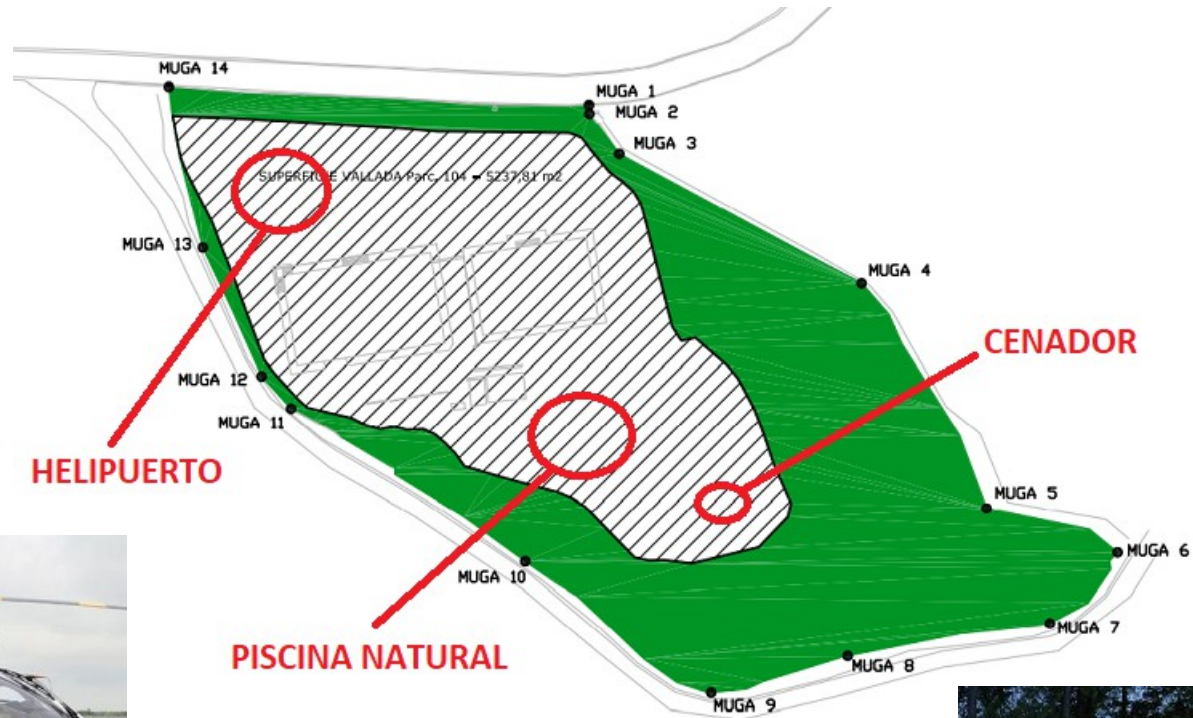 MUGA 14
MUGA 1
MUGA 2
MUGA 3
SUPERFICIE VALLADA Parc. 104 = 5237,81 m2
MUGA 13
MUGA 4
CENADOR
MUGA 12
MUGA 11
HELIPUERTO
MUGA 5
MUGA 6
MUGA 10
MUGA 7
PISCINA NATURAL
MUGA 8
MUGA 9